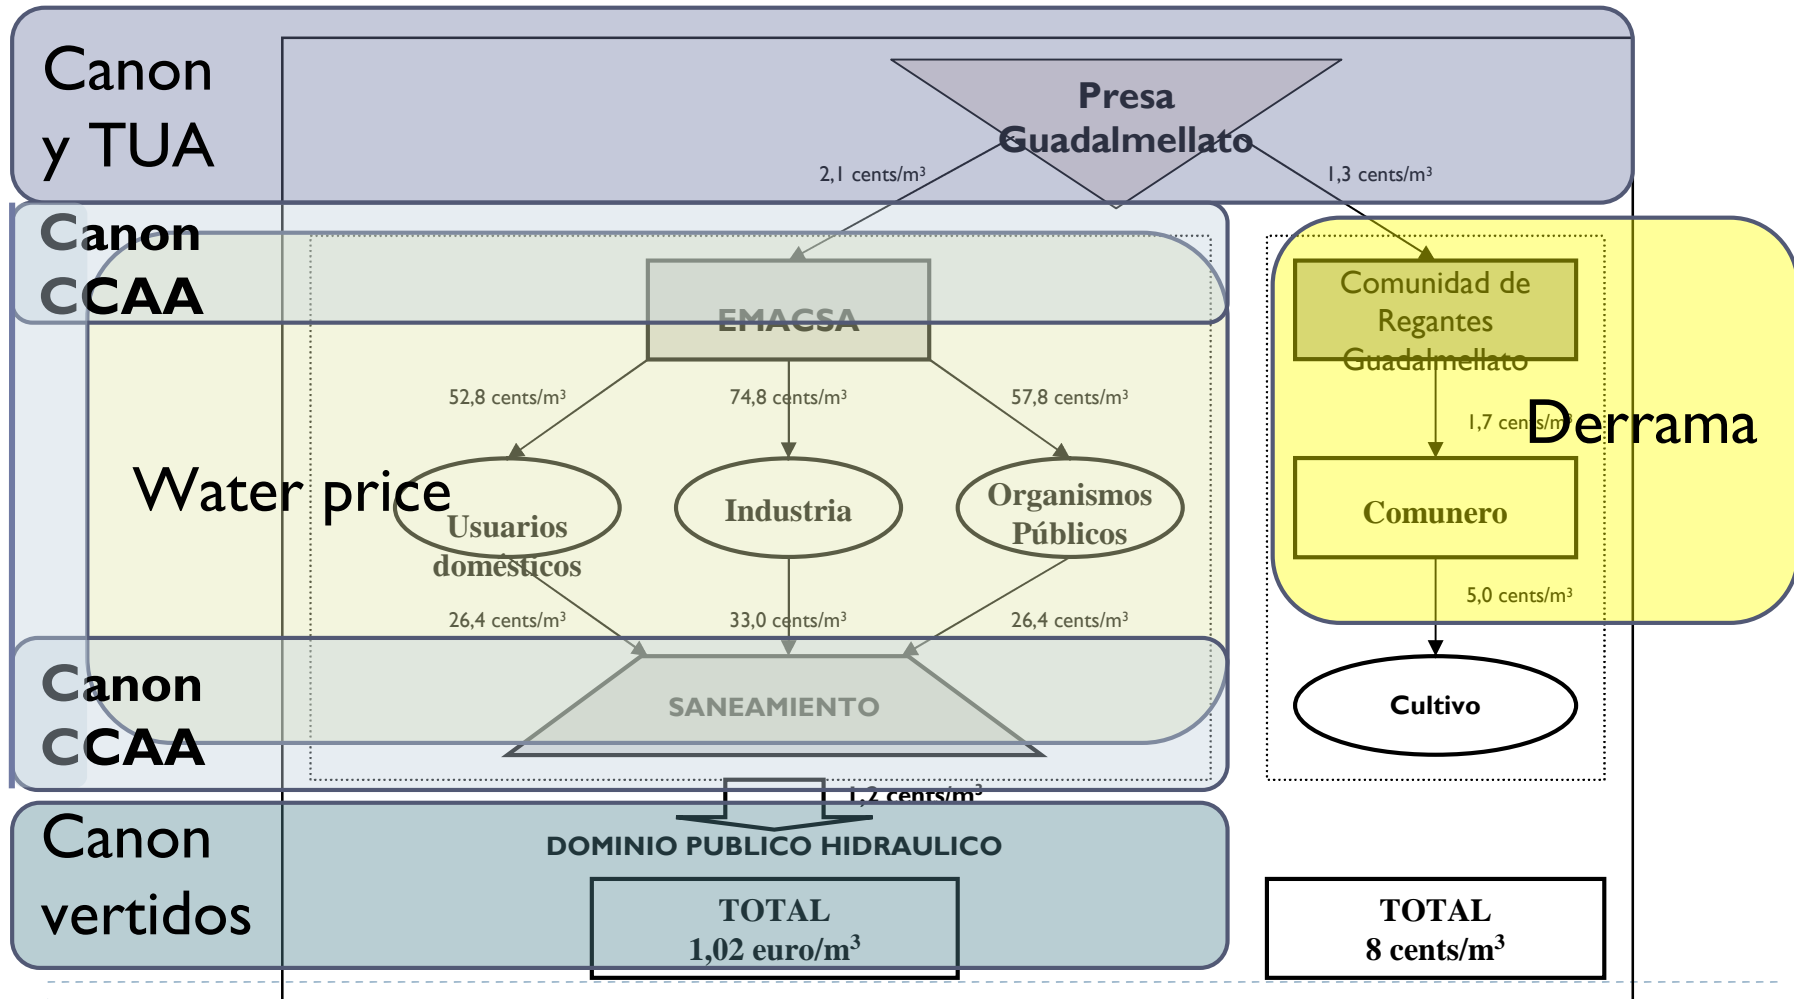 Canon
y TUA
Presa
Guadalmellato
2,1 cents/m³
1,3 cents/m³
Canon
CCAA
EMACSA
Comunidad de
Regantes
Guadalmellato
52,8 cents/m³
74,8 cents/m³
57,8 cents/m³
1,7 cents/m³
Derrama
Water price
Usuarios
domésticos
Industria
Organismos
Públicos
Comunero
26,4 cents/m³
33,0 cents/m³
26,4 cents/m³
5,0 cents/m³
Canon
CCAA
SANEAMIENTO
Cultivo
1,2 cents/m³
Canon
vertidos
DOMINIO PUBLICO HIDRAULICO
TOTAL
1,02 euro/m³
TOTAL
8 cents/m³